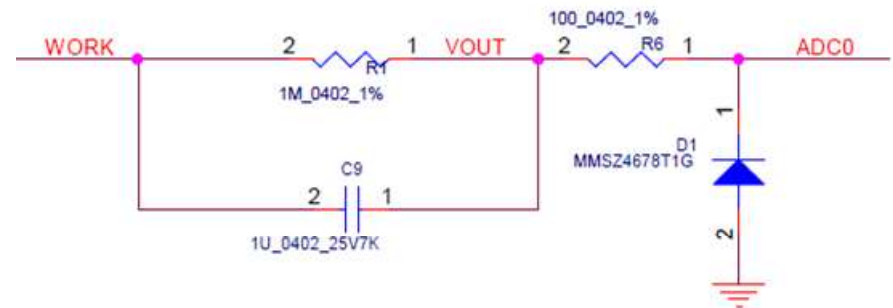 100_0402_1%
WORK 2 1 VOUT 2 R6 1 ADC0
R1
1M_0402_1%
1
D1
MMSZ4678T1G
C9
2 1
2
1U_0402_25V7K